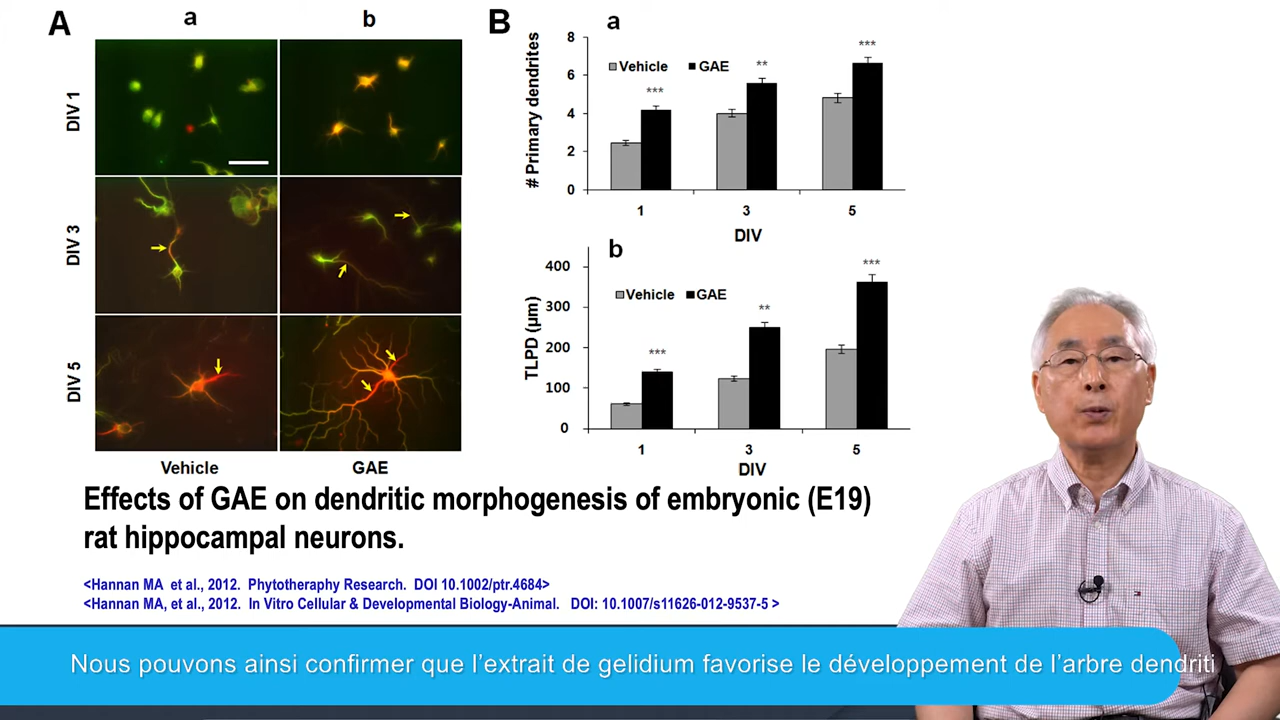 A
a
b
DIV 1
DIV 3
DIV 5
Vehicle
GAE
B
a
# Primary dendrites
8
6
4
2
0
Vehicle
GAE
***
**
***
1
3
5
DIV
b
TLPD (μm)
400
300
200
100
0
Vehicle
GAE
***
**
***
1
3
5
DIV
Effects of GAE on dendritic morphogenesis of embryonic (E19)
rat hippocampal neurons.
<Hannan MA et al., 2012. Phytotheraphy Research. DOI 10.1002/ptr.4684>
<Hannan MA, et al., 2012. In Vitro Cellular & Developmental Biology-Animal. DOI: 10.1007/s11626-012-9537-5 >
Nous pouvons ainsi confirmer que l’extrait de gelidium favorise le développement de l’arbre dendriti